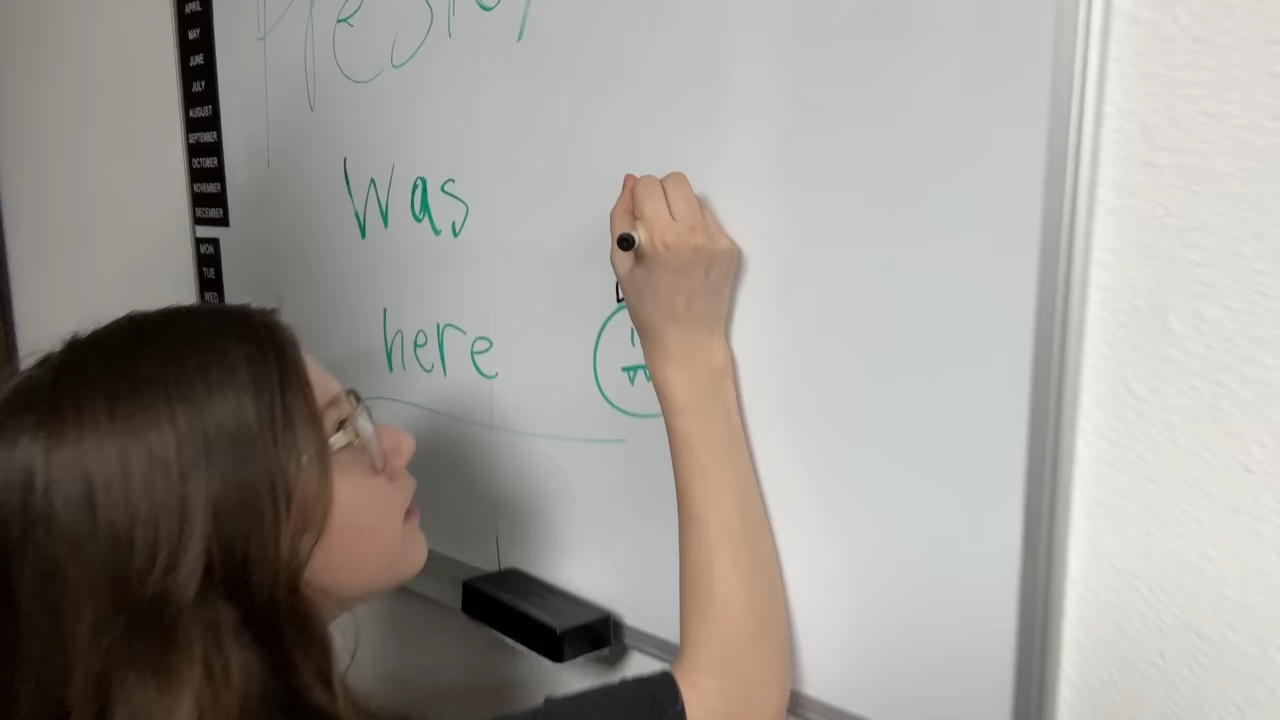 APRIL
MAY
JUNE
JULY
AUGUST
SEPTEMBER
OCTOBER
NOVEMBER
DECEMBER
MON
TUE
WED
was
here